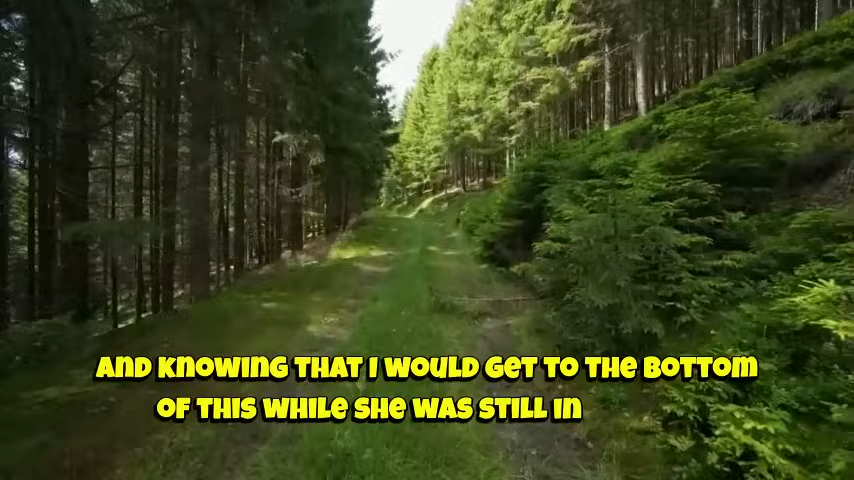 AND KNOWING THAT I WOULD GET TO THE BOTTOM
OF THIS WHILE SHE WAS STILL IN